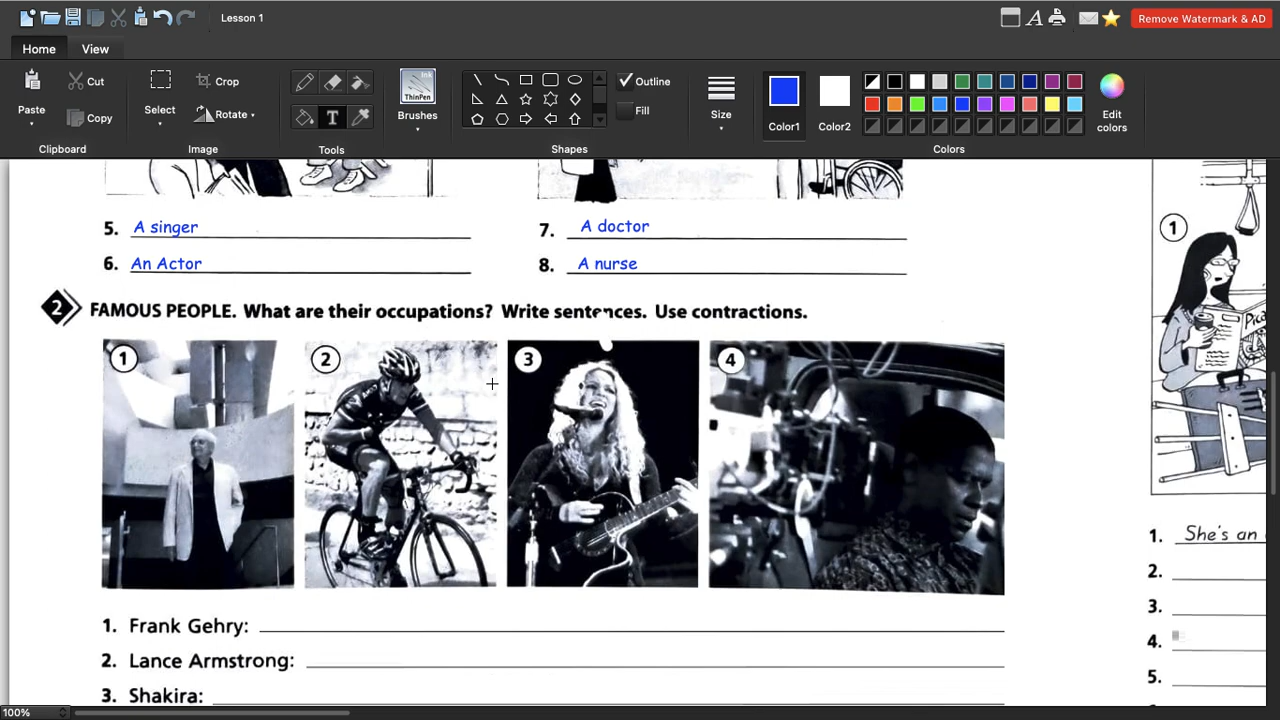 Lesson 1
Remove Watermark & AD
Home View
Paste Cut Copy Select Crop Rotate Ink ThinPen Brushes Outline Fill Size Color1 Color2 Edit colors
Clipboard Image Tools Shapes Colors
5. A singer
7. A doctor
6. An Actor
8. A nurse
2 FAMOUS PEOPLE. What are their occupations? Write sentences. Use contractions.
1 2 3 4
1. Frank Gehry:
2. Lance Armstrong:
3. Shakira:
1
1. She's an
2.
3.
4.
5.
100%